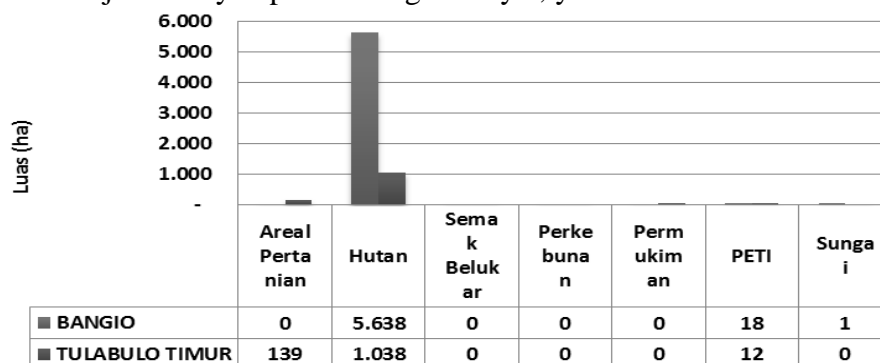 6.000
5.000
4.000
3.000
2.000
1.000
-
Luas (ha)
Areal Perta nian Hutan Sema k Beluk ar Perke buna n Perm ukim an PETI Sunga i
BANGIO 0 5.638 0 0 0 18 1
TULABULO TIMUR 139 1.038 0 0 0 12 0